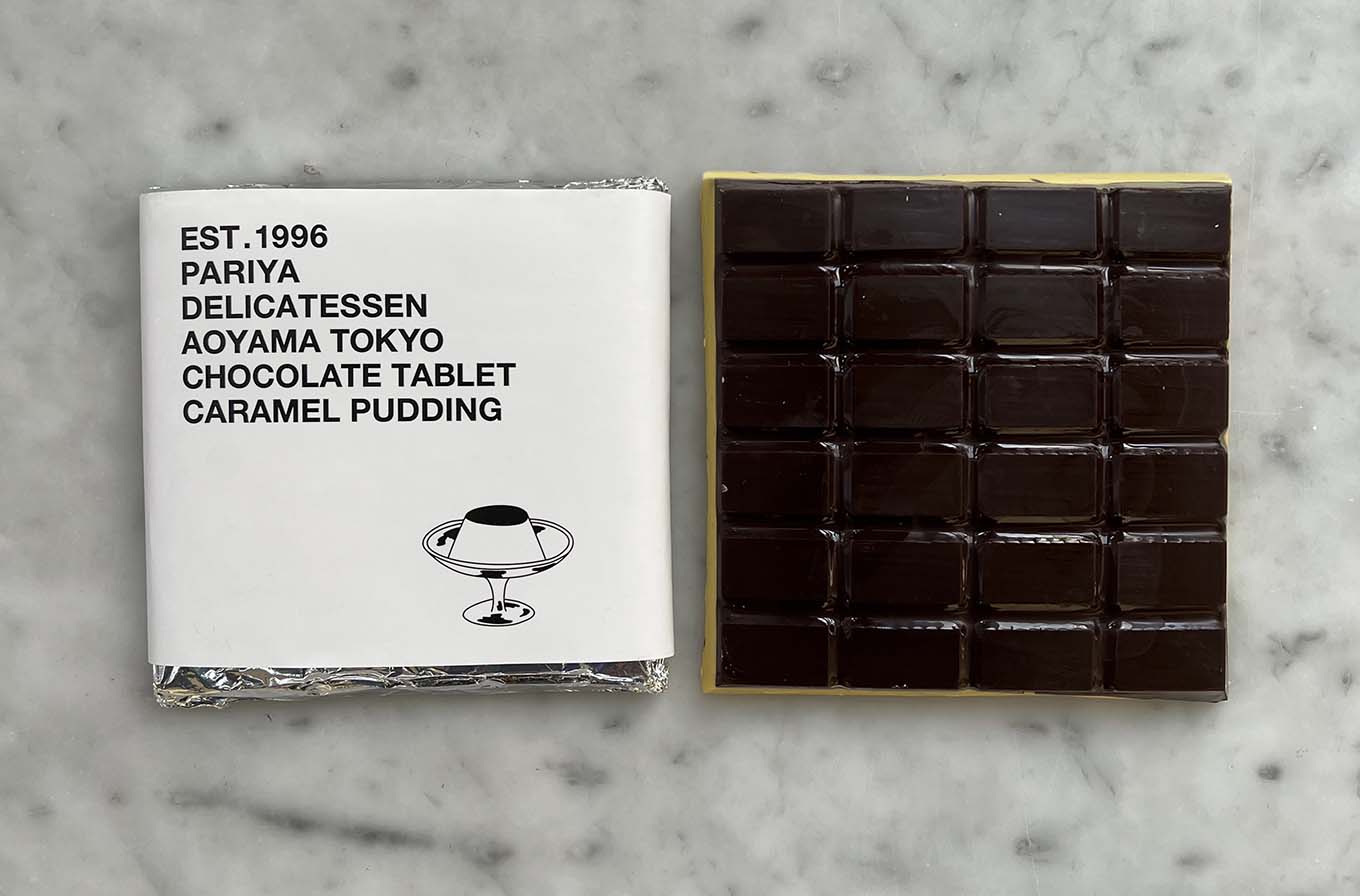 EST.1996
PARIYA
DELICATESSEN
AOYAMA TOKYO
CHOCOLATE TABLET
CARAMEL PUDDING